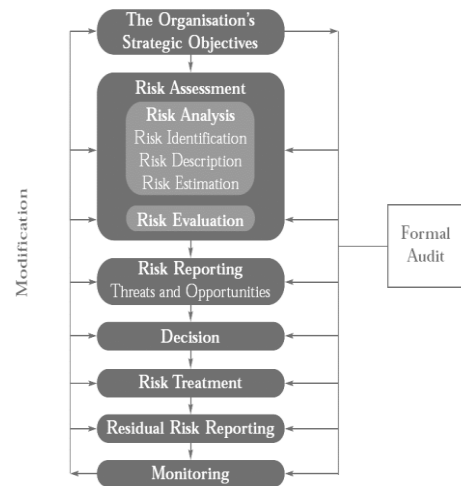 The Organisation's
Strategic Objectives
Risk Assessment
Risk Analysis
Risk Identification
Risk Description
Risk Estimation
Risk Evaluation
Modification
Formal
Audit
Risk Reporting
Threats and Opportunities
Decision
Risk Treatment
Residual Risk Reporting
Monitoring